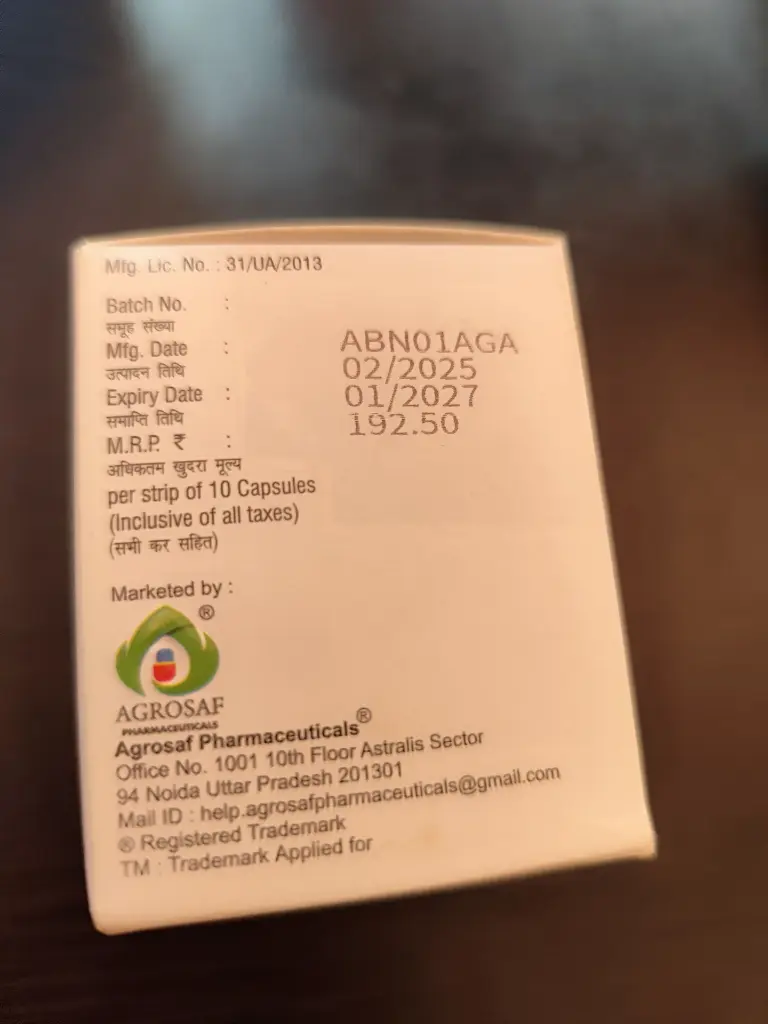 Mfg. Lic. No. : 31/UA/2013
Batch No. :
समूह संख्या
ABN01AGA
Mfg. Date :
उत्पादन तिथि
02/2025
Expiry Date :
समाप्ति तिथि
01/2027
M.R.P. ₹ :
192.50
अधिकतम खुदरा मूल्य
per strip of 10 Capsules
(Inclusive of all taxes)
(सभी कर सहित)
Marketed by :
®
AGROSAF
PHARMACEUTICALS
Agrosaf Pharmaceuticals®
Office No. 1001 10th Floor Astralis Sector
94 Noida Uttar Pradesh 201301
Mail ID : help.agrosafpharmaceuticals@gmail.com
® Registered Trademark
TM : Trademark Applied for